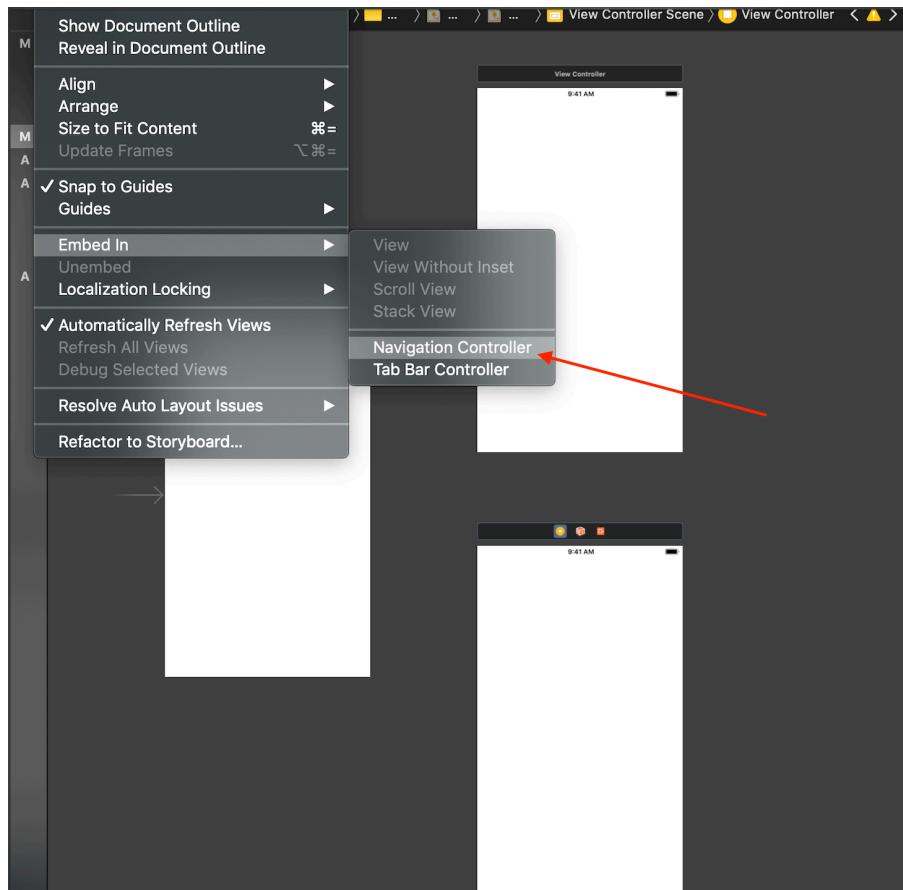 ... 〉 ... 〉 ... 〉 View Controller Scene 〉 View Controller
M
M
A
A
A
Show Document Outline
Reveal in Document Outline
Align
Arrange
Size to Fit Content ⌘=
Update Frames ⌥⌘=
✓ Snap to Guides
Guides
Embed In
Unembed
Localization Locking
✓ Automatically Refresh Views
Refresh All Views
Debug Selected Views
Resolve Auto Layout Issues
Refactor to Storyboard...
View
View Without Inset
Scroll View
Stack View
Navigation Controller
Tab Bar Controller
View Controller
9:41 AM
9:41 AM